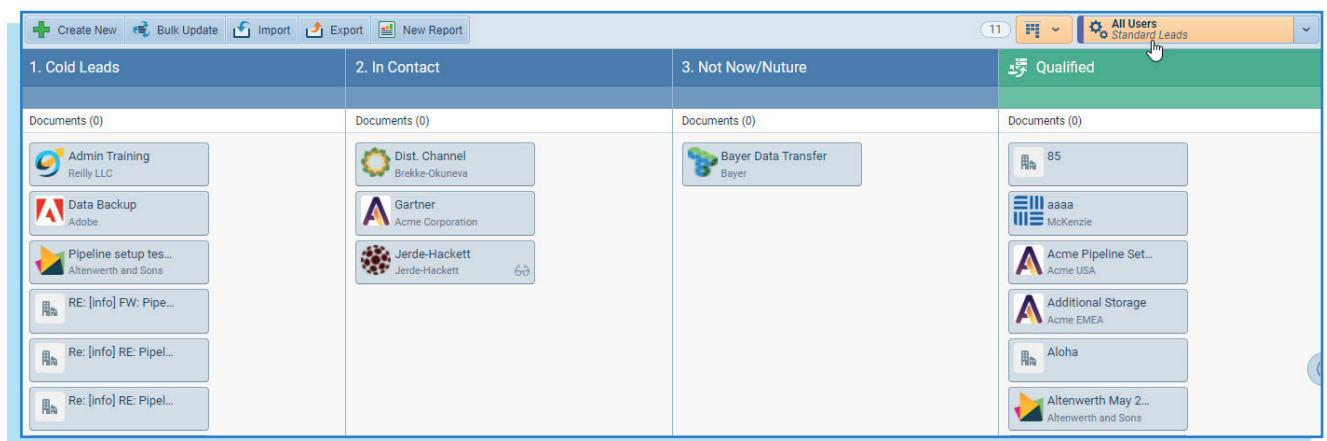 Create New
Bulk Update
Import
Export
New Report
11
All Users
Standard Leads
1. Cold Leads
2. In Contact
3. Not Now/Nuture
Qualified
Documents (0)
Documents (0)
Documents (0)
Documents (0)
Admin Training
Reilly LLC
Data Backup
Adobe
Pipeline setup tes...
Altenwerth and Sons
RE: [info] FW: Pipe...
Re: [info] RE: Pipel...
Re: [info] RE: Pipel...
Dist. Channel
Brekke-Okuneva
Gartner
Acme Corporation
Jerde-Hackett
Jerde-Hackett
Bayer Data Transfer
Bayer
85
aaaa
McKenzie
Acme Pipeline Set...
Acme USA
Additional Storage
Acme EMEA
Aloha
Altenwerth May 2...
Altenwerth and Sons